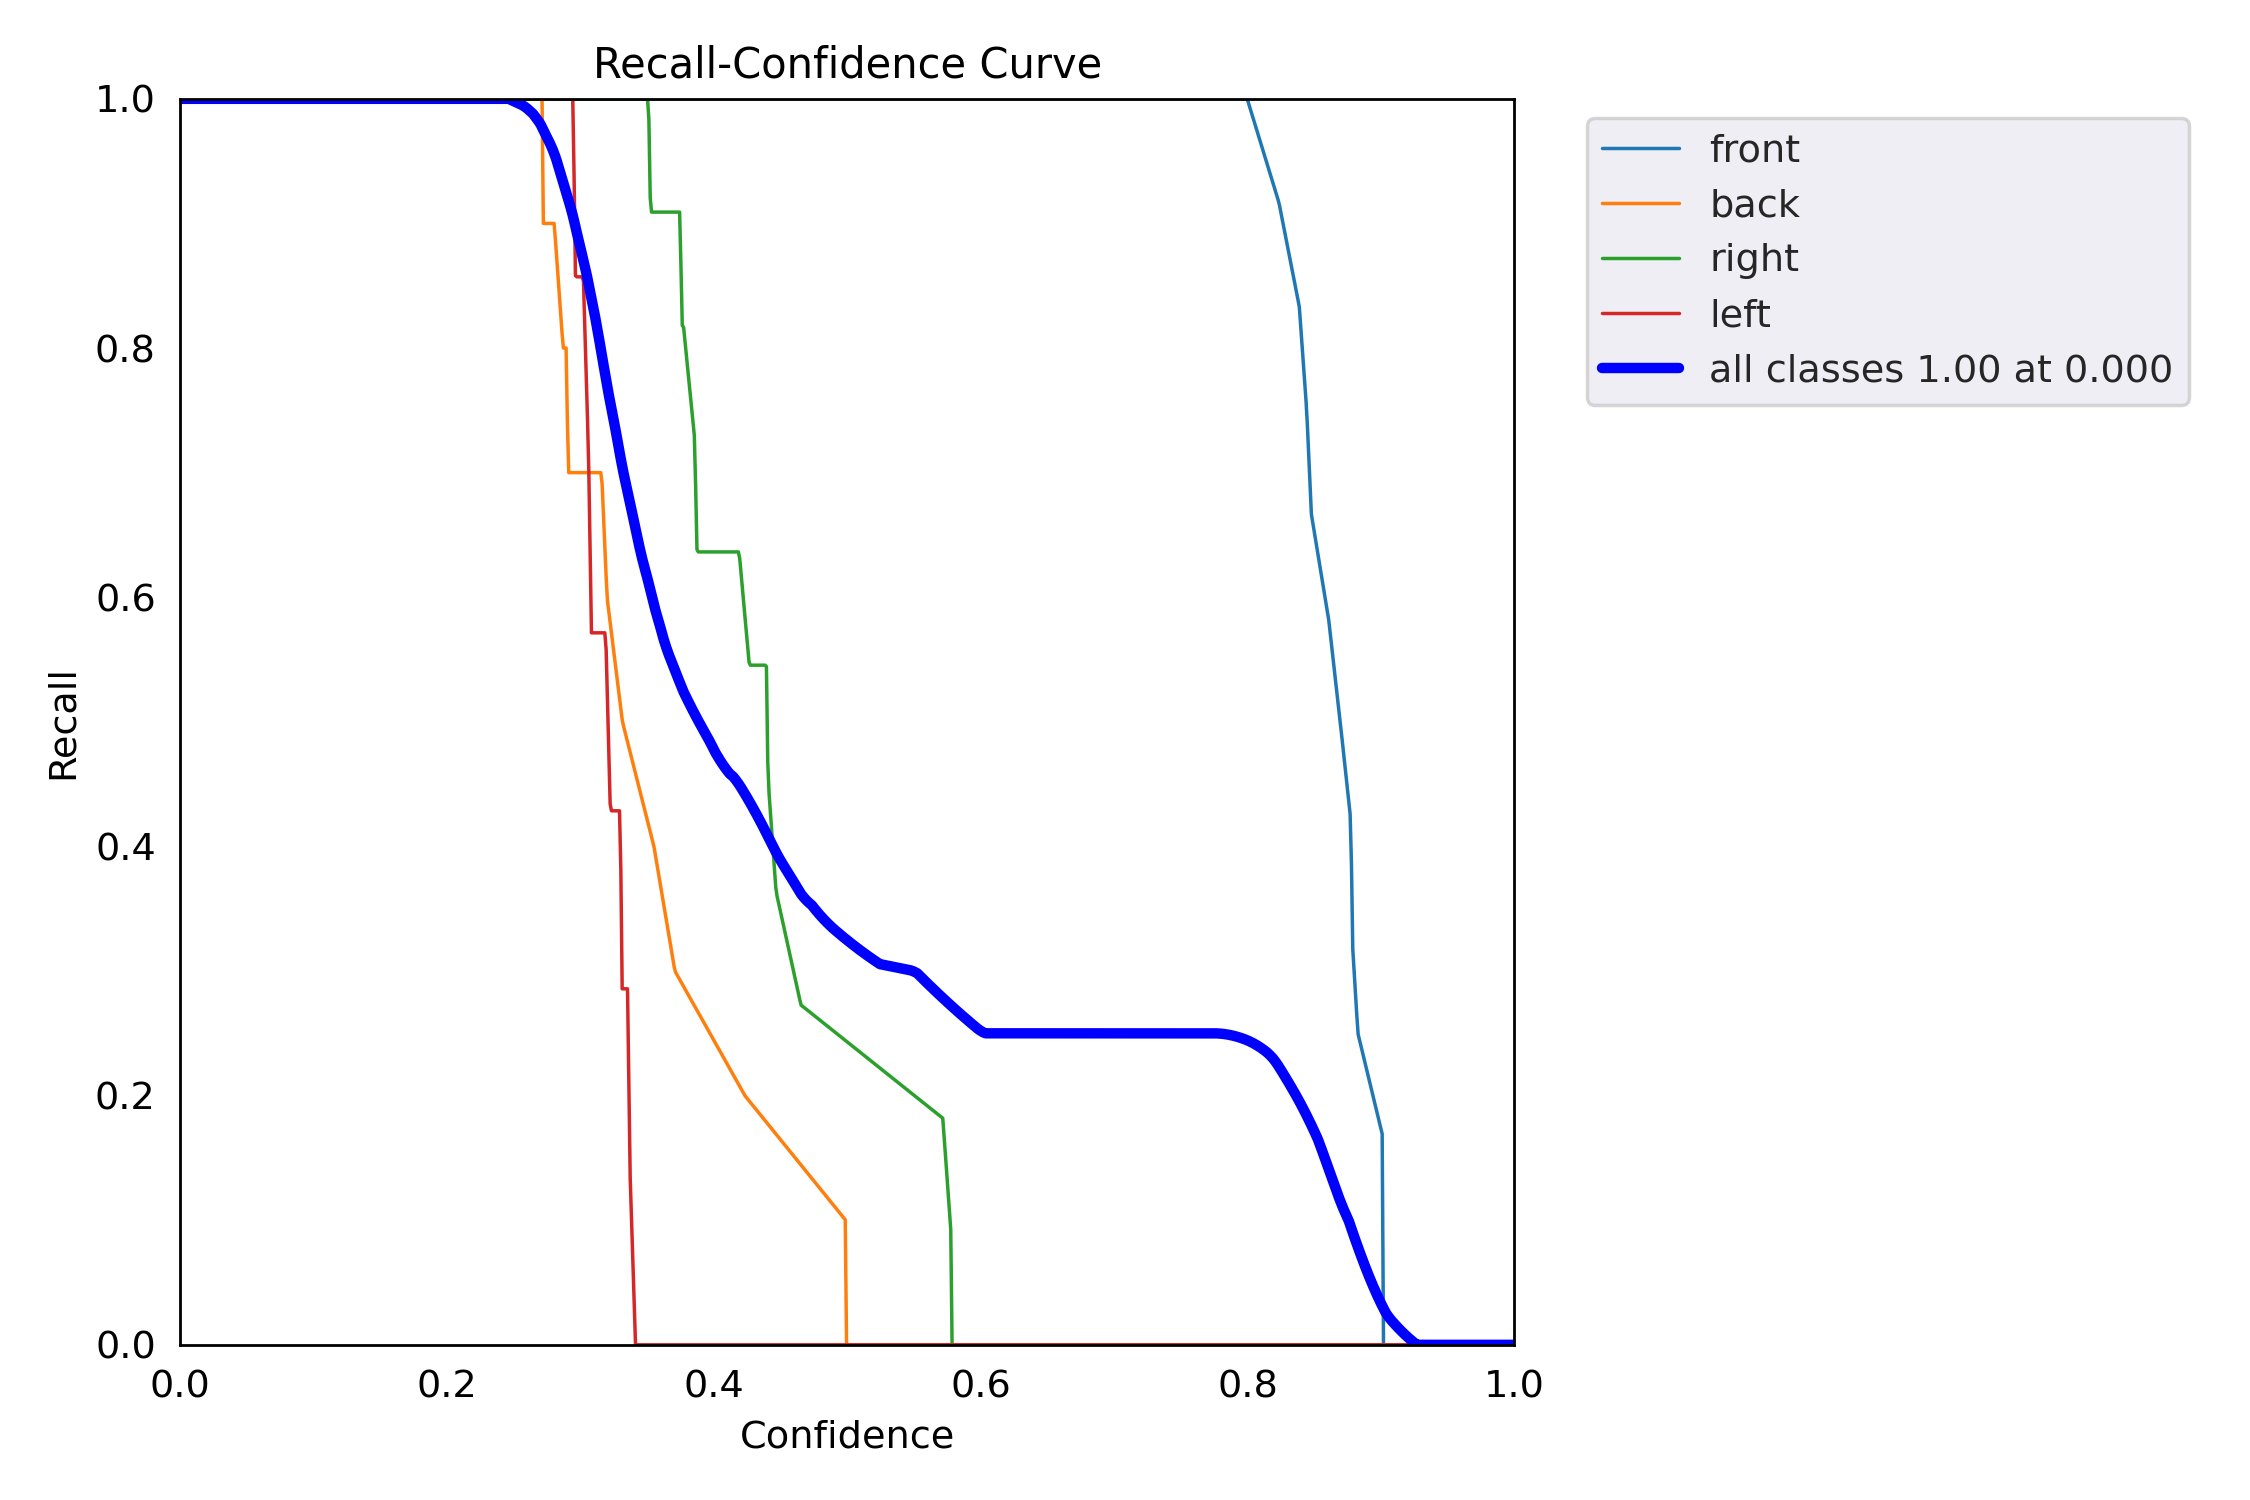 Recall-Confidence Curve
1.0
0.8
0.6
0.4
0.2
0.0
Recall
0.0 0.2 0.4 0.6 0.8 1.0
Confidence
front
back
right
left
all classes 1.00 at 0.000